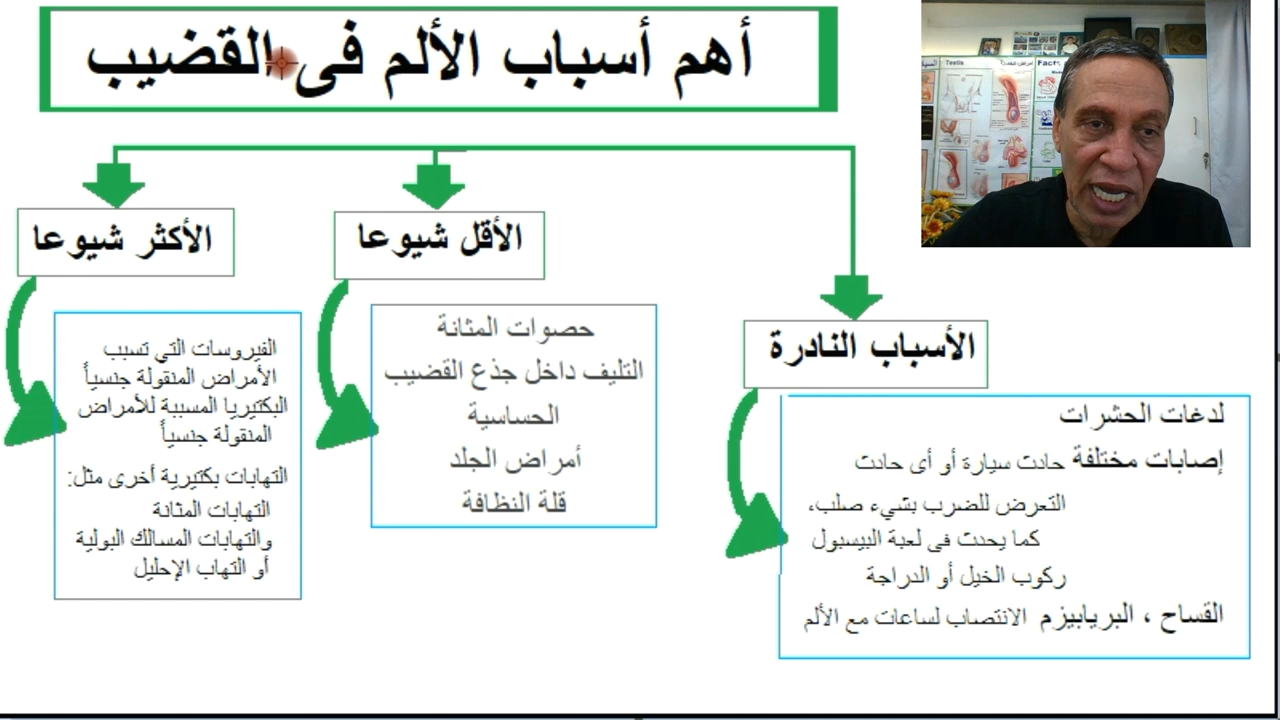 أهم أسباب الألم فى القضيب
الأسباب النادرة
لدغات الحشرات
إصابات مختلفة حادث سيارة أو أى حادث
التعرض للضرب بشيء صلب،
كما يحدث فى لعبة البيسبول
ركوب الخيل أو الدراجة
القساح ، البريابيزم الانتصاب لساعات مع الألم
الأقل شيوعا
حصوات المثانة
التليف داخل جذع القضيب
الحساسية
أمراض الجلد
قلة النظافة
الأكثر شيوعا
الفيروسات التي تسبب
الأمراض المنقولة جنسياً
البكتيريا المسببة للأمراض
المنقولة جنسياً
التهابات بكتيرية أخرى مثل:
التهابات المثانة
والتهابات المسالك البولية
أو التهاب الإحليل
Testis
Facts